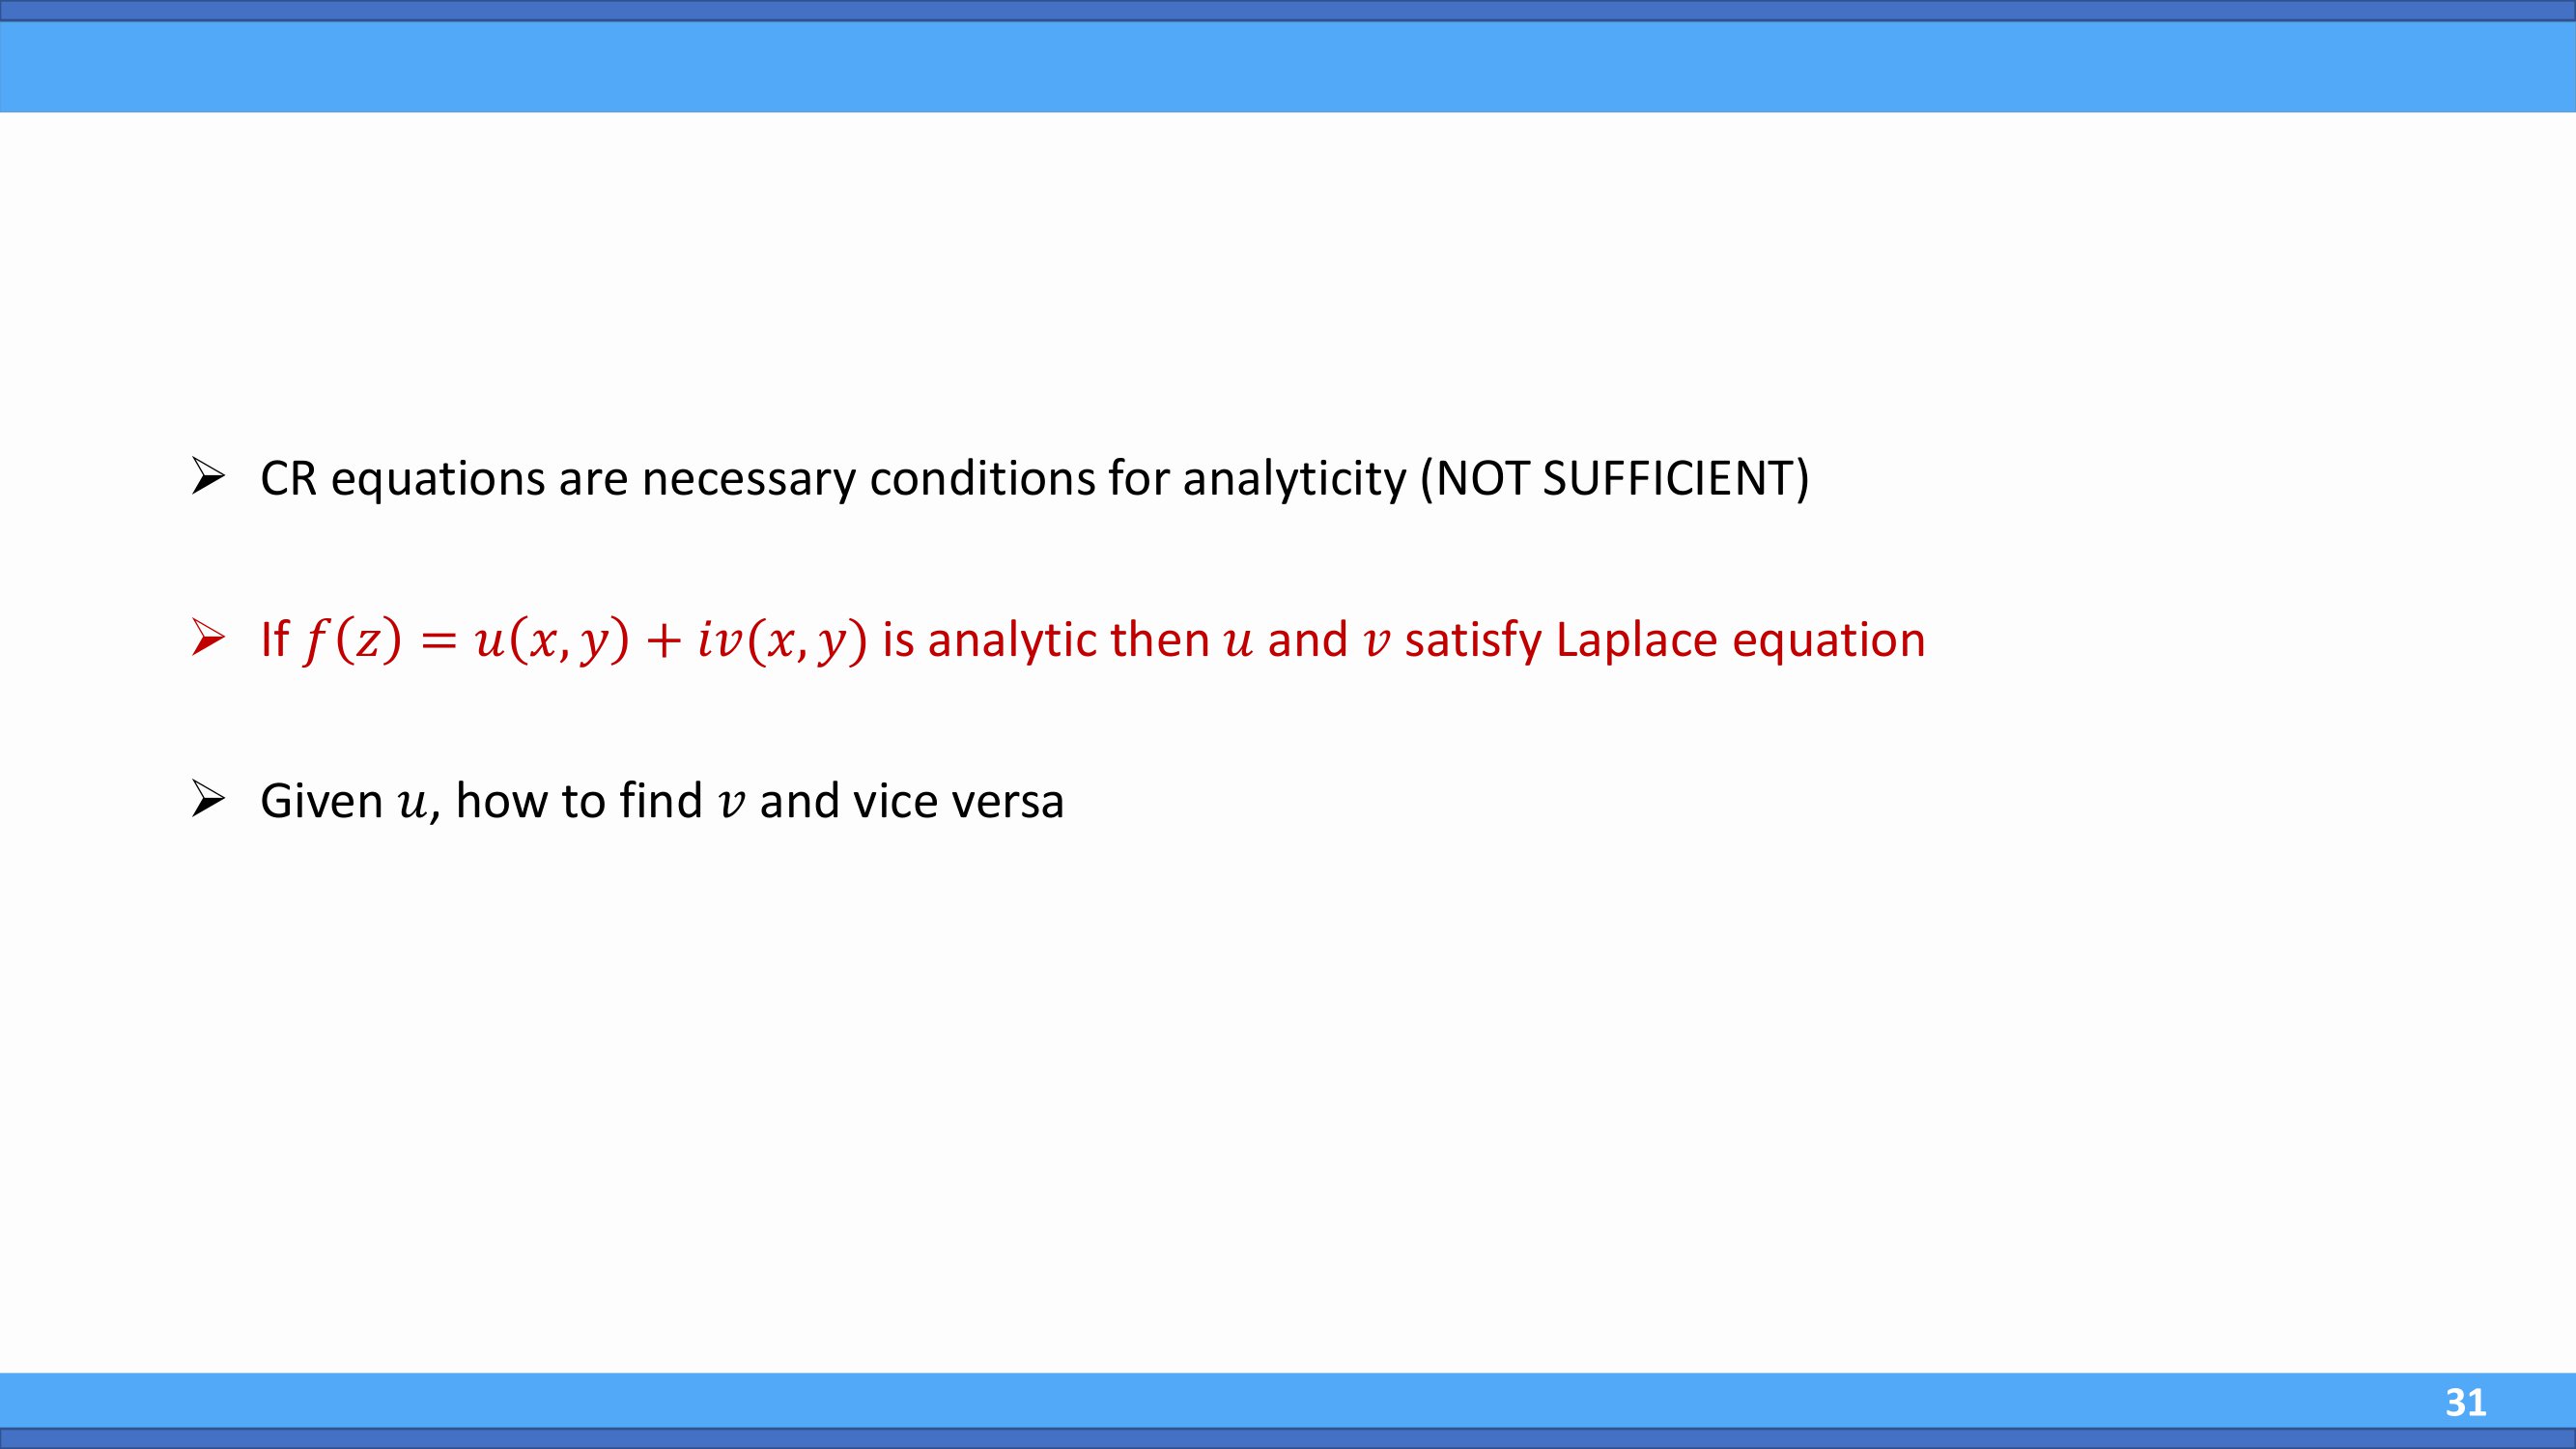 ➢ CR equations are necessary conditions for analyticity (NOT SUFFICIENT)
➢ If 𝑓(𝑧) = 𝑢(𝑥, 𝑦) + 𝑖𝑣(𝑥, 𝑦) is analytic then 𝑢 and 𝑣 satisfy Laplace equation
➢ Given 𝑢, how to find 𝑣 and vice versa
31